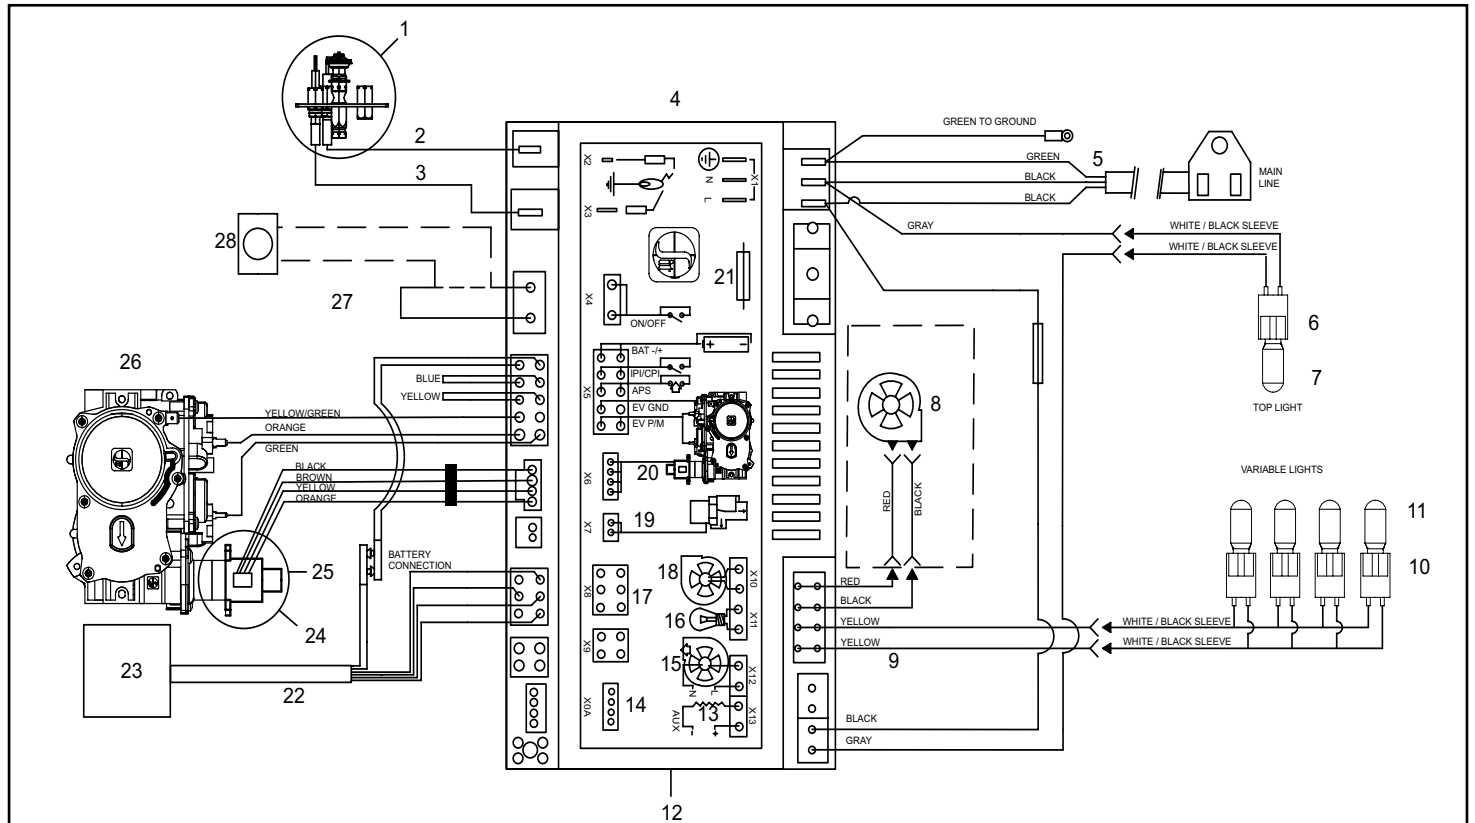 1
4
GREEN TO GROUND
2
5
GREEN
MAIN
LINE
BLACK
BLACK
3
X2
X3
N
L
X1
28
GRAY
WHITE / BLACK SLEEVE
WHITE / BLACK SLEEVE
21
27
X4
ON/OFF
6
7
TOP LIGHT
26
BAT -/+
+ -
IPI/CPI
APS
EV GND
EV P/M
X5
BLUE
YELLOW
YELLOW/GREEN
ORANGE
GREEN
8
RED
BLACK
BLACK
BROWN
YELLOW
ORANGE
X6
20
VARIABLE LIGHTS
11
10
X7
19
BATTERY
CONNECTION
25
24
18
X10
X8
17
16
X11
RED
BLACK
YELLOW
YELLOW
WHITE / BLACK SLEEVE
WHITE / BLACK SLEEVE
9
23
22
X9
15
N
L
X12
X0A
14
AUX
13
- +
X13
BLACK
GRAY
12